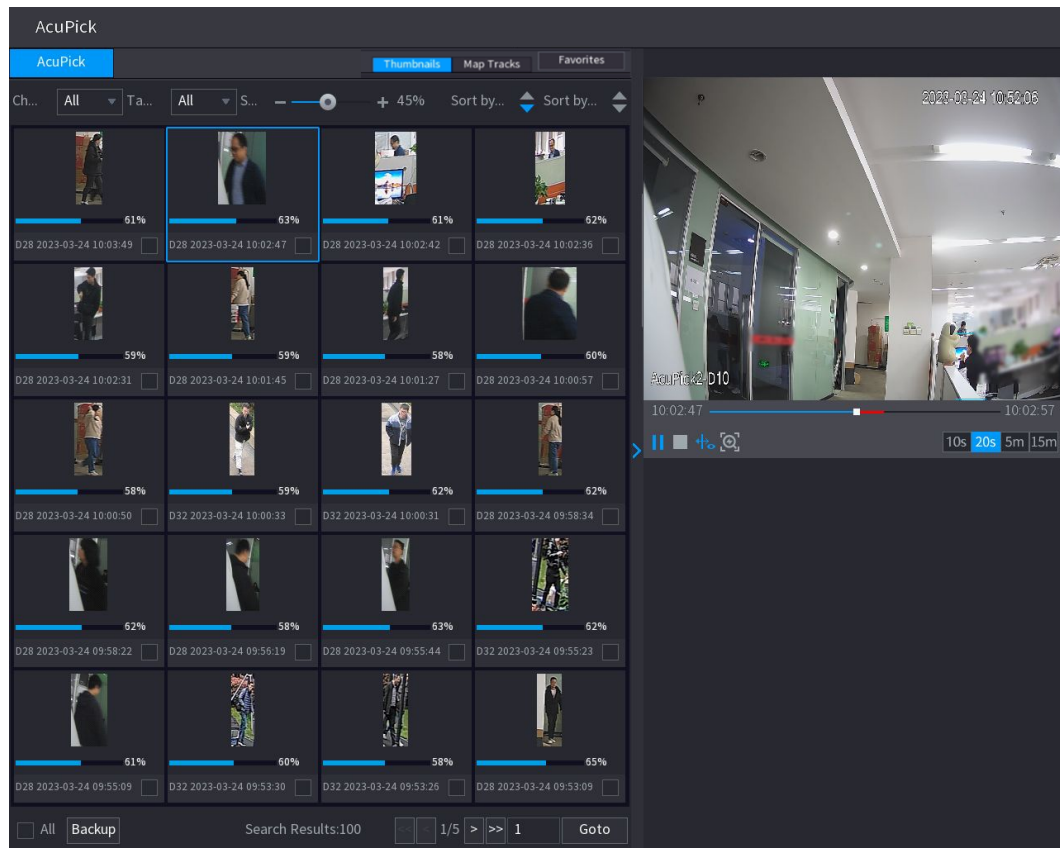 AcuPick
AcuPick
Thumbnails Map Tracks Favorites
Ch... All Ta... All S... − + 45% Sort by... Sort by...
61% 63% 61% 62%
D28 2023-03-24 10:03:49 D28 2023-03-24 10:02:47 D28 2023-03-24 10:02:42 D28 2023-03-24 10:02:36
59% 59% 58% 60%
D28 2023-03-24 10:02:31 D28 2023-03-24 10:01:45 D28 2023-03-24 10:01:27 D28 2023-03-24 10:00:57
58% 59% 62% 62%
D28 2023-03-24 10:00:50 D32 2023-03-24 10:00:33 D32 2023-03-24 10:00:31 D28 2023-03-24 09:58:34
62% 58% 63% 62%
D28 2023-03-24 09:58:22 D28 2023-03-24 09:56:19 D28 2023-03-24 09:55:44 D32 2023-03-24 09:55:23
61% 60% 58% 65%
D28 2023-03-24 09:55:09 D32 2023-03-24 09:53:30 D32 2023-03-24 09:53:26 D28 2023-03-24 09:53:09
All Backup Search Results:100 << < 1/5 > >> 1 Goto
2023-03-24 10:52:06
AcuPick2-D10
10:02:47 10:02:57
10s 20s 5m 15m